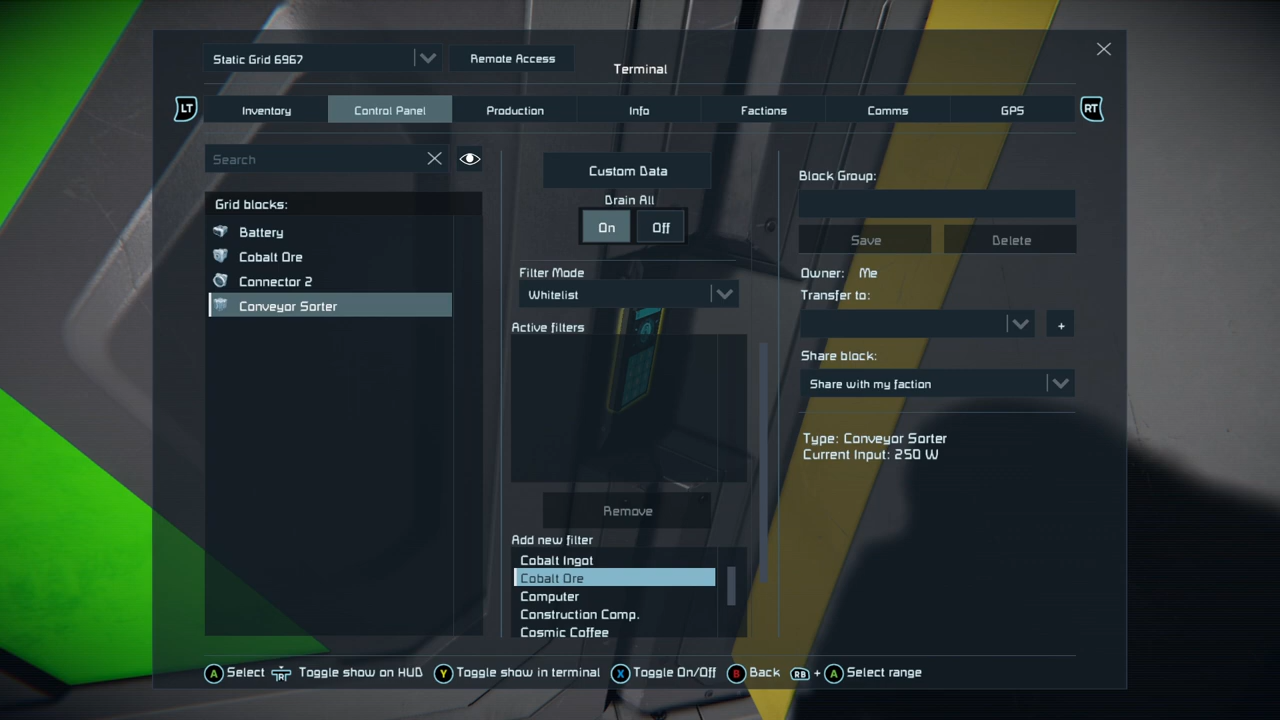 Static Grid 6967
Remote Access
Terminal
LT
Inventory
Control Panel
Production
Info
Factions
Comms
GPS
RT
Search
Grid blocks:
Battery
Cobalt Ore
Connector 2
Conveyor Sorter
Custom Data
Drain All
On
Off
Filter Mode
Whitelist
Active filters
Remove
Add new filter
Cobalt Ingot
Cobalt Ore
Computer
Construction Comp.
Cosmic Coffee
Block Group:
Save
Delete
Owner: Me
Transfer to:
+
Share block:
Share with my faction
Type: Conveyor Sorter
Current Input: 250 W
A Select
R Toggle show on HUD
Y Toggle show in terminal
X Toggle On/Off
B Back
RB + A Select range